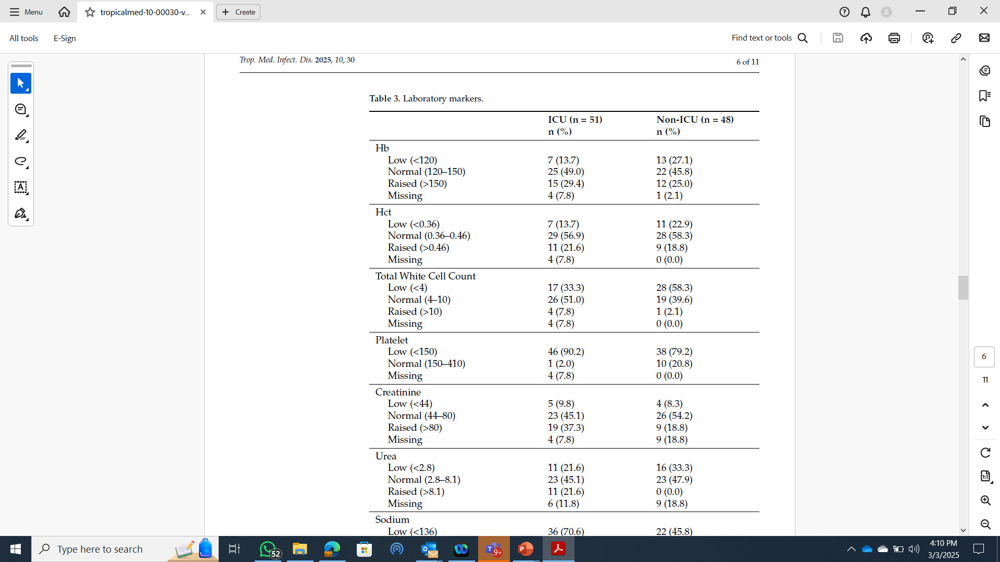 Menu
tropicalmed-10-00030-v...
Create
All tools
E-Sign
Find text or tools
Trop. Med. Infect. Dis. 2025, 10, 30
6 of 11
Table 3. Laboratory markers.
ICU (n = 51) Non-ICU (n = 48)
n (%) n (%)
Hb
Low (<120) 7 (13.7) 13 (27.1)
Normal (120–150) 25 (49.0) 22 (45.8)
Raised (>150) 15 (29.4) 12 (25.0)
Missing 4 (7.8) 1 (2.1)
Hct
Low (<0.36) 7 (13.7) 11 (22.9)
Normal (0.36–0.46) 29 (56.9) 28 (58.3)
Raised (>0.46) 11 (21.6) 9 (18.8)
Missing 4 (7.8) 0 (0.0)
Total White Cell Count
Low (<4) 17 (33.3) 28 (58.3)
Normal (4–10) 26 (51.0) 19 (39.6)
Raised (>10) 4 (7.8) 1 (2.1)
Missing 4 (7.8) 0 (0.0)
Platelet
Low (<150) 46 (90.2) 38 (79.2)
Normal (150–410) 1 (2.0) 10 (20.8)
Missing 4 (7.8) 0 (0.0)
Creatinine
Low (<44) 5 (9.8) 4 (8.3)
Normal (44–80) 23 (45.1) 26 (54.2)
Raised (>80) 19 (37.3) 9 (18.8)
Missing 4 (7.8) 9 (18.8)
Urea
Low (<2.8) 11 (21.6) 16 (33.3)
Normal (2.8–8.1) 23 (45.1) 23 (47.9)
Raised (>8.1) 11 (21.6) 0 (0.0)
Missing 6 (11.8) 9 (18.8)
Sodium
Low (<136) 36 (70.6) 22 (45.8)
6
11
Type here to search
52
9+
4:10 PM
3/3/2025